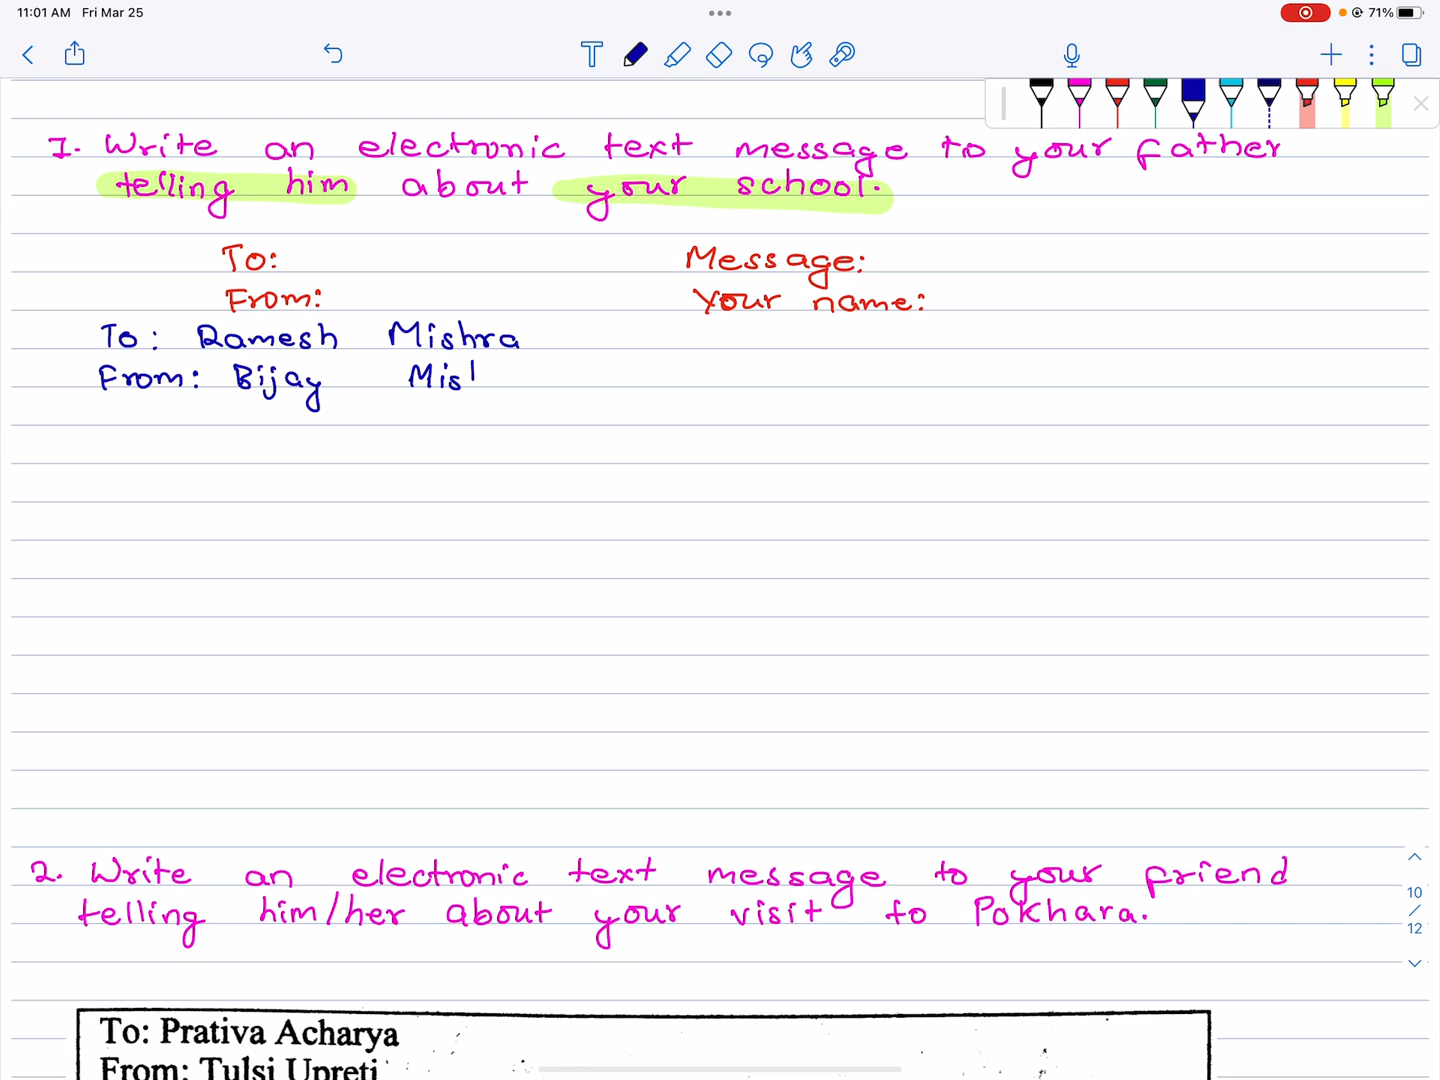 11:01 AM Fri Mar 25
71%
1. Write an electronic text message to your father
telling him about your school.
To: Message:
From: Your name:
To: Ramesh Mishra
From: Bijay
10
/
12
2. Write an electronic text message to your friend
telling him/her about your visit to Pokhara.
To: Prativa Acharya
From: Tulsi Upreti